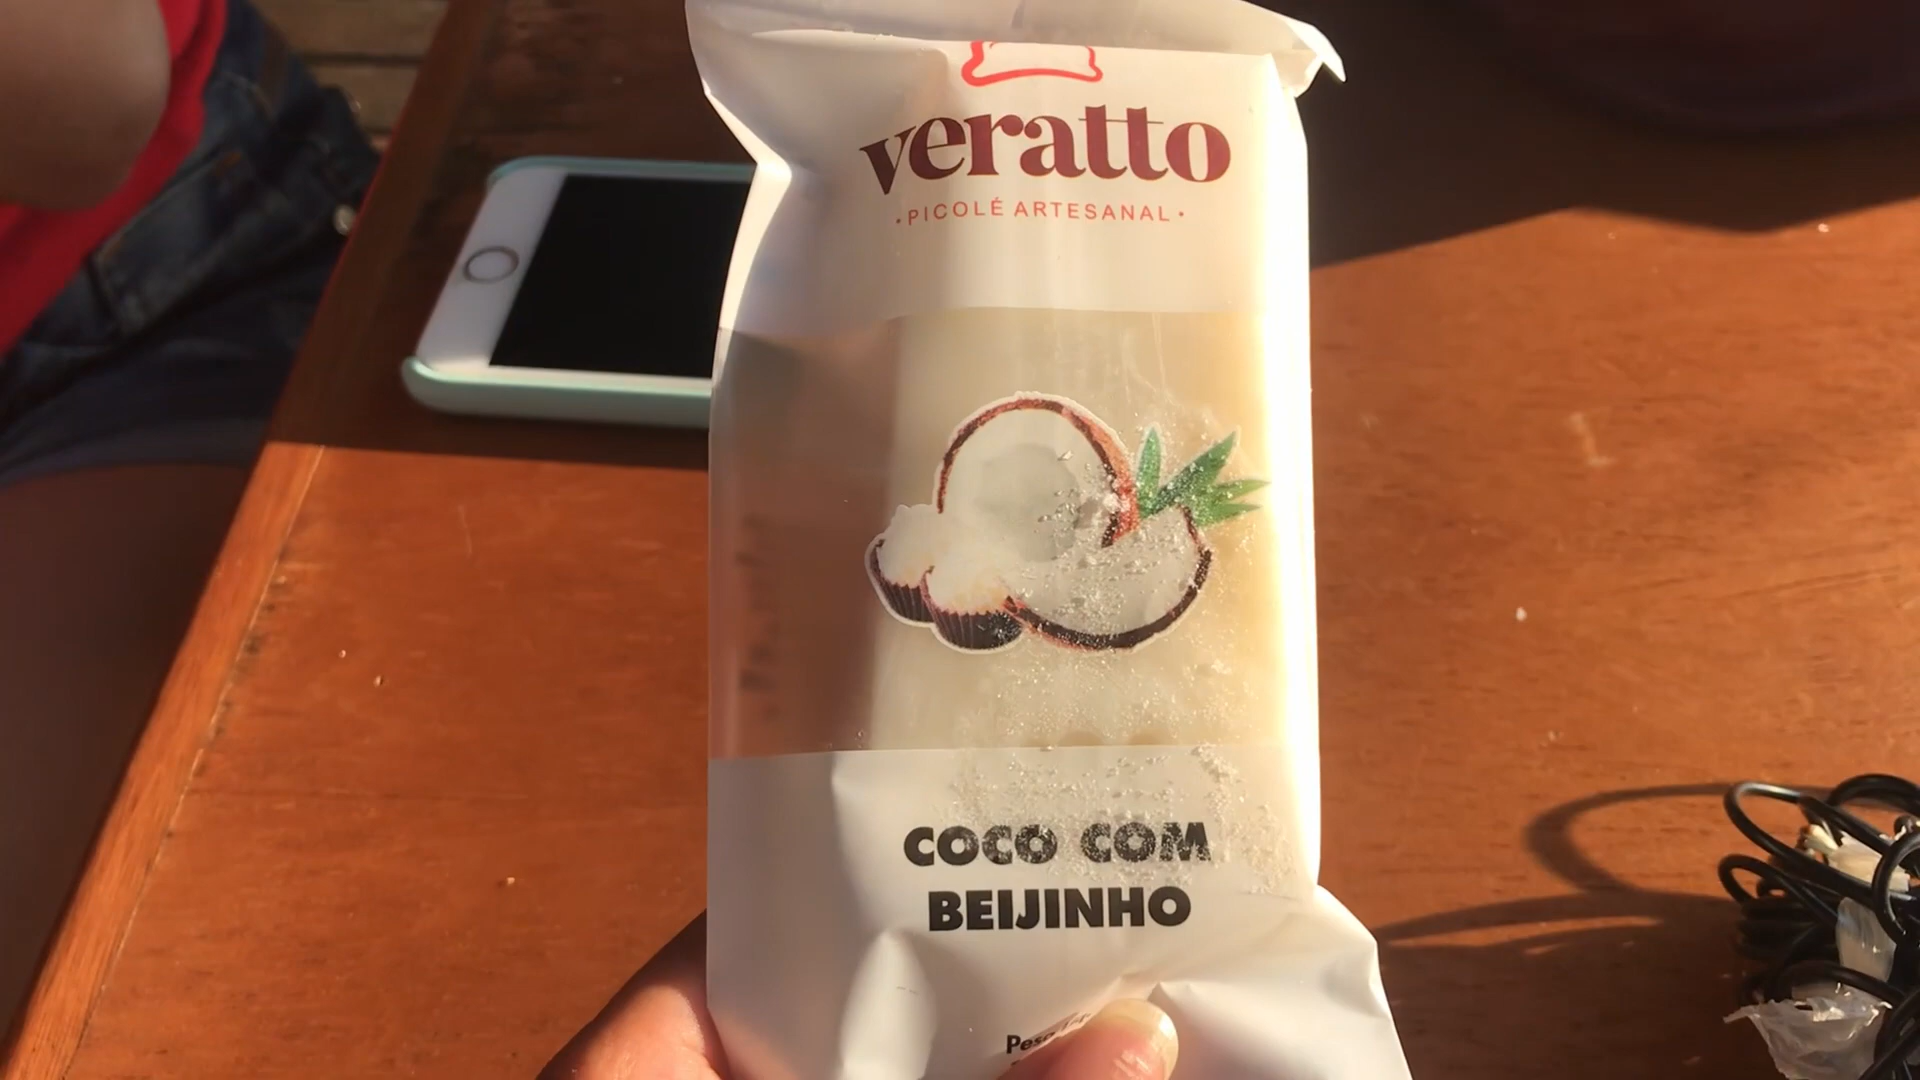 veratto
• PICOLÉ ARTESANAL •
COCO COM
BEIJINHO